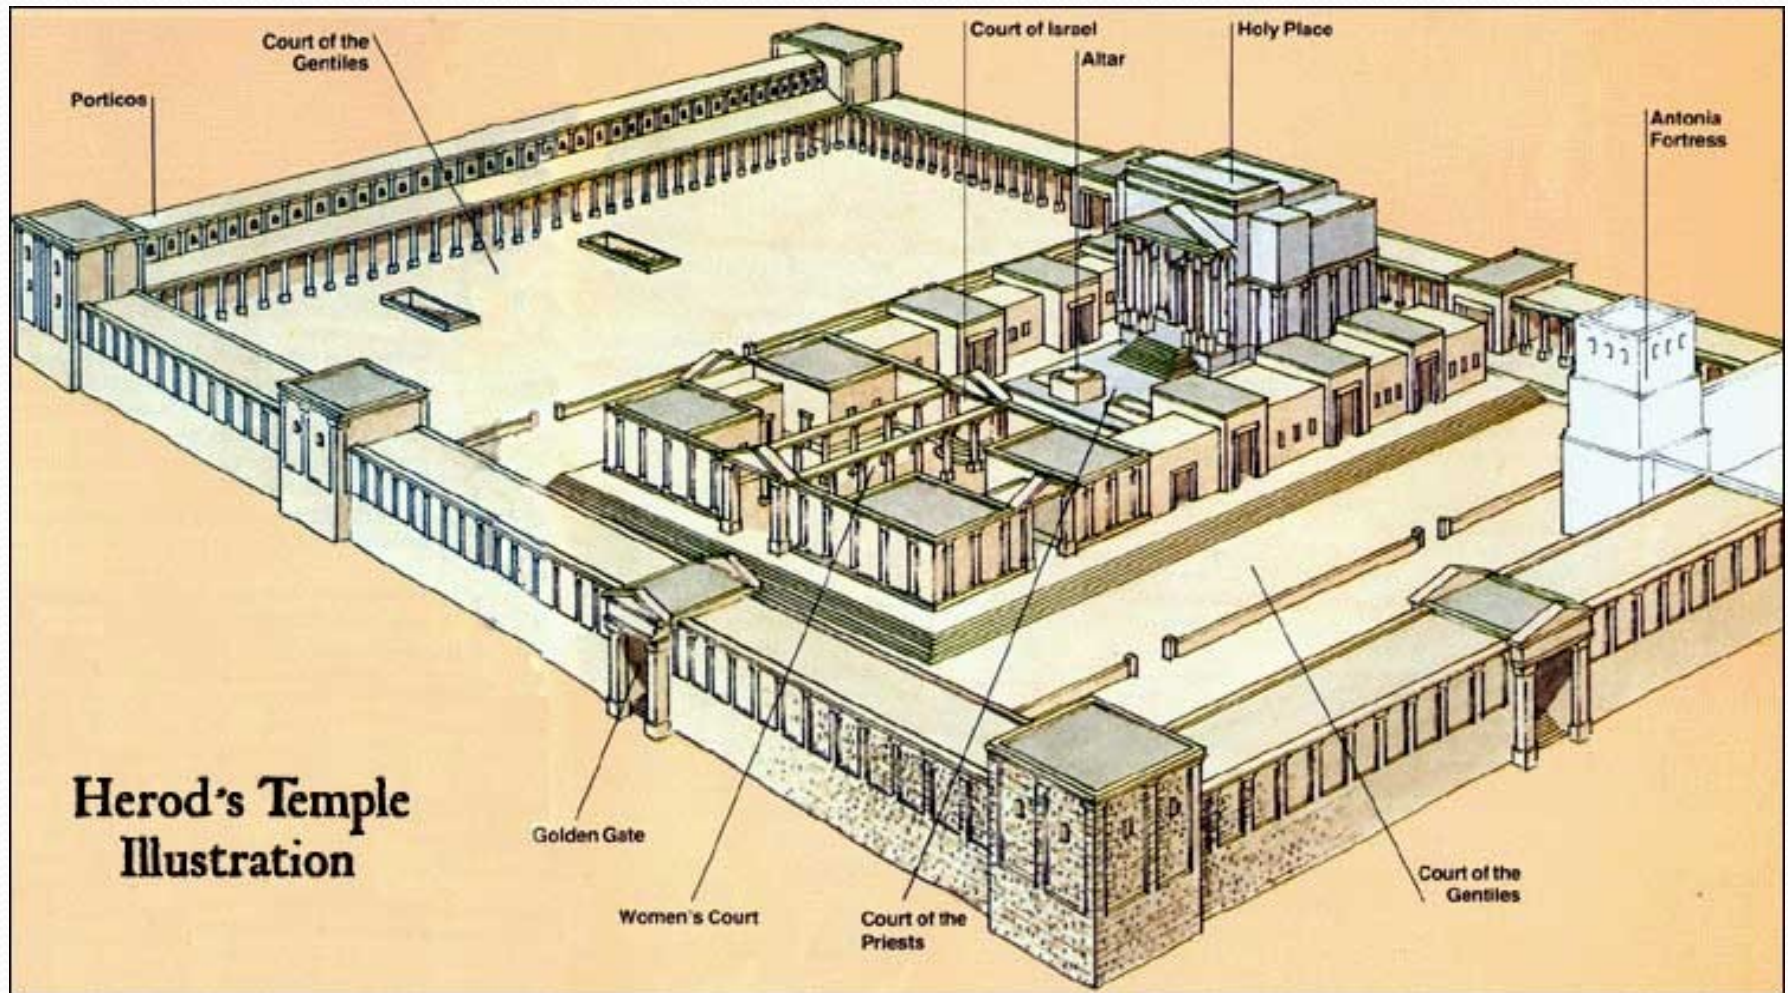 Court of the
Gentiles
Court of Israel
Holy Place
Altar
Porticos
Antonia
Fortress
Herod's Temple
Illustration
Golden Gate
Women's Court
Court of the
Priests
Court of the
Gentiles